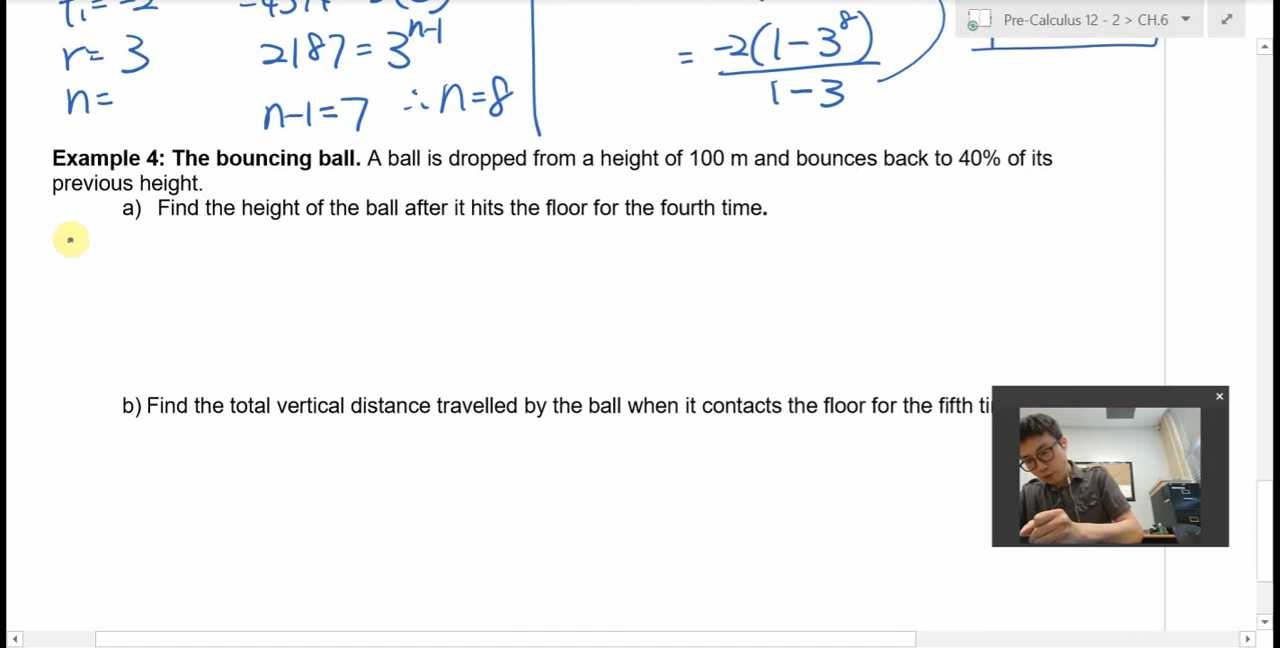 r= 3
n=
2187 = 3^{n-1}
n-1=7 ∴ n=8
= \frac{-2(1-3^8)}{1-3}
Pre-Calculus 12 - 2 > CH.6
Example 4: The bouncing ball. A ball is dropped from a height of 100 m and bounces back to 40% of its
previous height.
a) Find the height of the ball after it hits the floor for the fourth time.
b) Find the total vertical distance travelled by the ball when it contacts the floor for the fifth